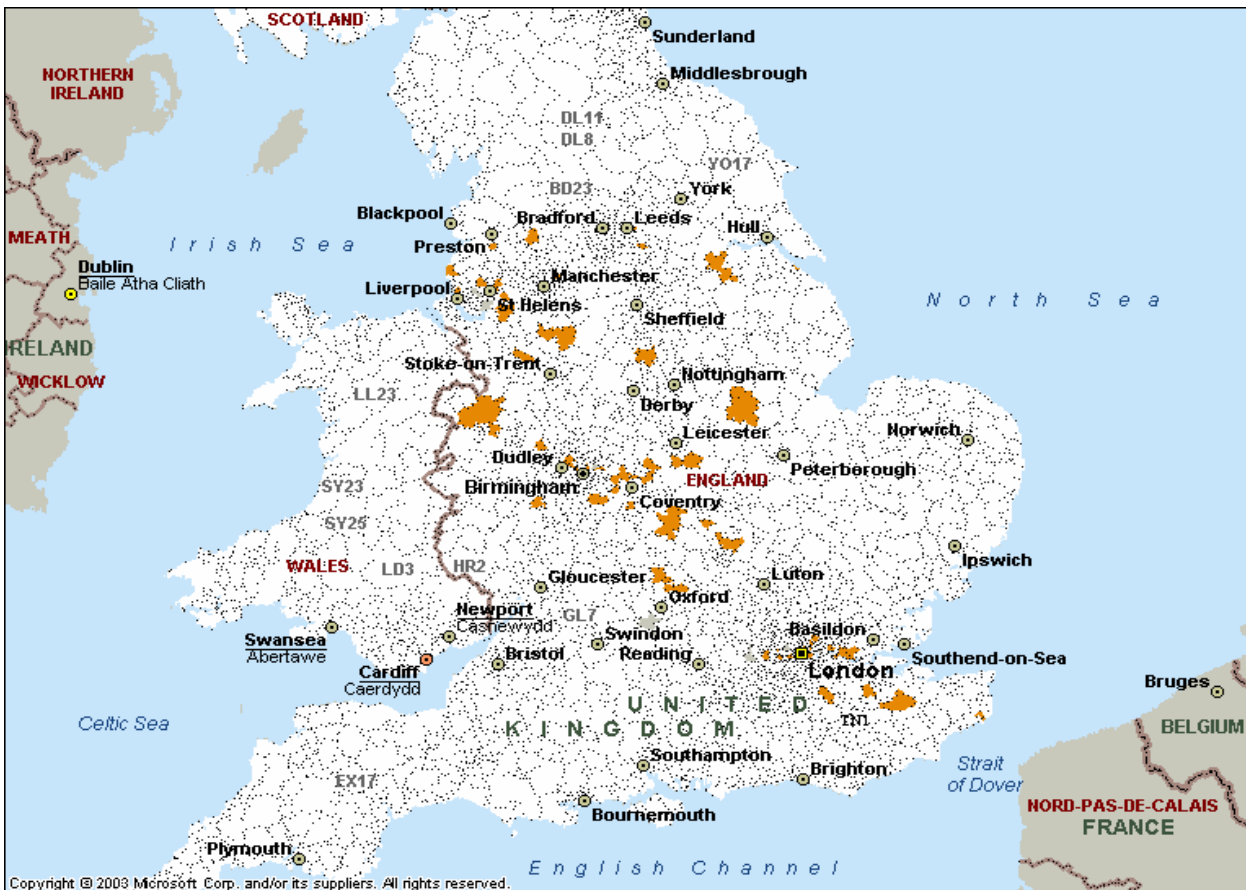 SCOTLAND
Sunderland
Middlesbrough
NORTHERN
IRELAND
DL11
DL8
YO17
BD23
York
Blackpool
Bradford
Leeds
Hull
Preston
MEATH
Irish Sea
Dublin
Baile Atha Cliath
Manchester
Liverpool
St Helens
Sheffield
North Sea
IRELAND
WICKLOW
Stoke-on-Trent
Nottingham
LL23
Derby
Leicester
Norwich
Dudley
Peterborough
Birmingham
ENGLAND
SY23
Coventry
SY25
Ipswich
WALES
LD3
HR2
Gloucester
Luton
Oxford
Newport
Casnewydd
GL7
Swansea
Abertawe
Swindon
Basildon
Reading
Bristol
London
Southend-on-Sea
Cardiff
Caerdydd
Bruges
UNITED
KINGDOM
TN1
Celtic Sea
BELGIUM
Southampton
Strait
of Dover
EX17
Brighton
Bournemouth
NORD-PAS-DE-CALAIS
FRANCE
Plymouth
English Channel
Copyright © 2003 Microsoft Corp. and/or its suppliers. All rights reserved.